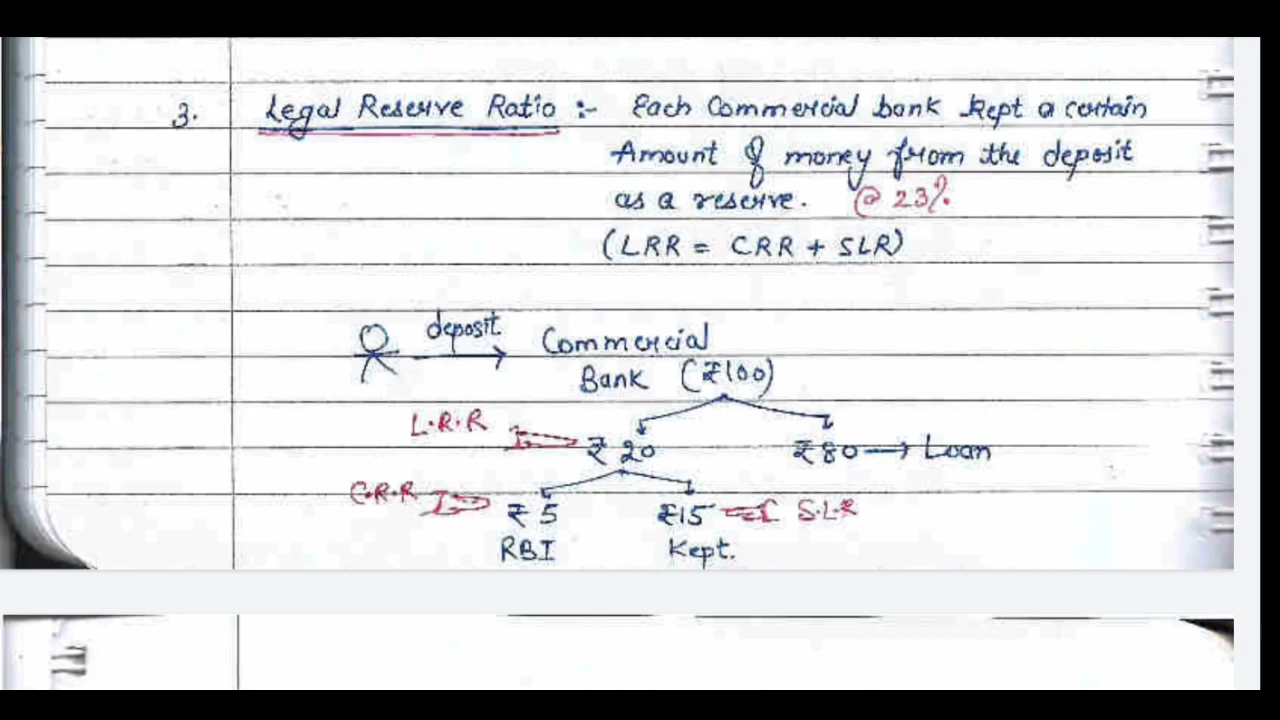 3. Legal Reserve Ratio :- Each Commercial bank kept a certain
Amount of money from the deposit
as a reserve. @ 23%
(LRR = CRR + SLR)
deposit Commercial
Bank (₹100)
L.R.R ₹ 20 ₹80 → Loan
C.R.R ₹ 5 ₹15 S.L.R
RBI Kept.